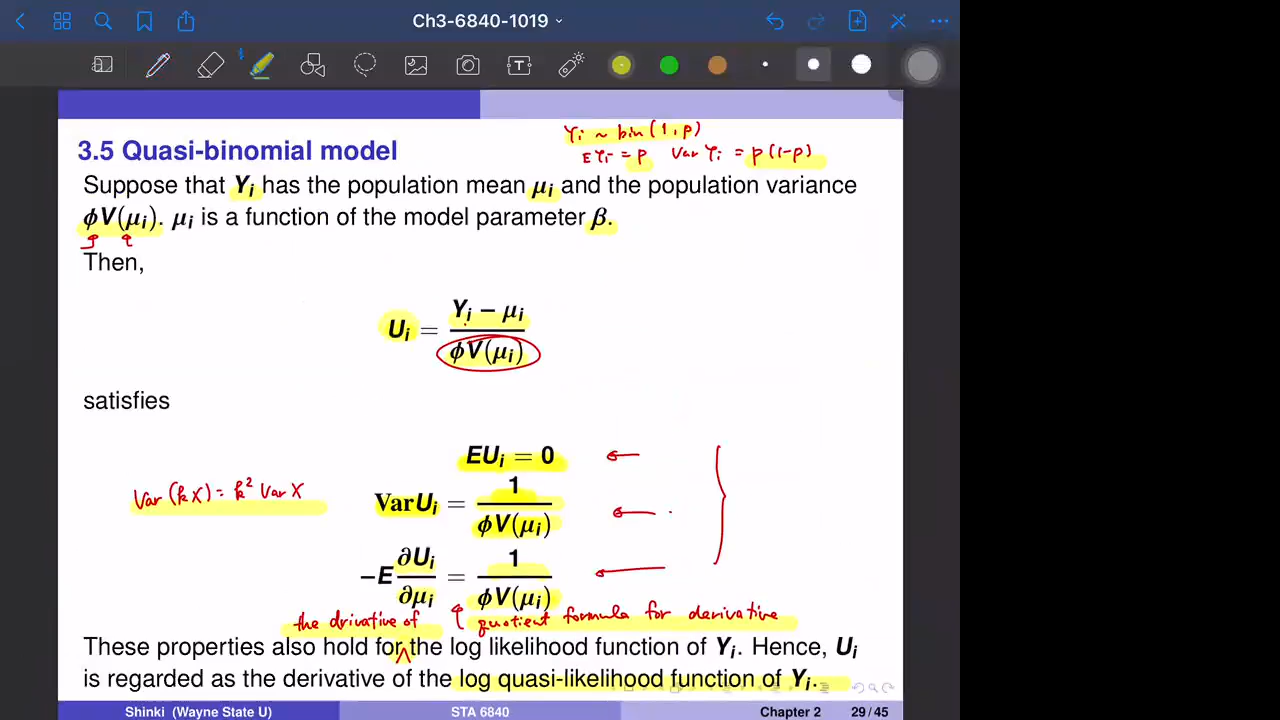 Ch3-6840-1019
Yi ~ bin(1, p)
3.5 Quasi-binomial model
EYi = p Var Yi = p(1-p)
Suppose that Yi has the population mean μi and the population variance
ϕV(μi). μi is a function of the model parameter β.
Then,
Ui = (Yi − μi) / ϕV(μi)
satisfies
EUi = 0
Var(kX) = k² Var X
VarUi = 1 / ϕV(μi)
−E ∂Ui/∂μi = 1 / ϕV(μi)
the drivative of quotient formula for derivative
These properties also hold for the log likelihood function of Yi. Hence, Ui
is regarded as the derivative of the log quasi-likelihood function of Yi.
Shinki (Wayne State U) STA 6840 Chapter 2 29 / 45